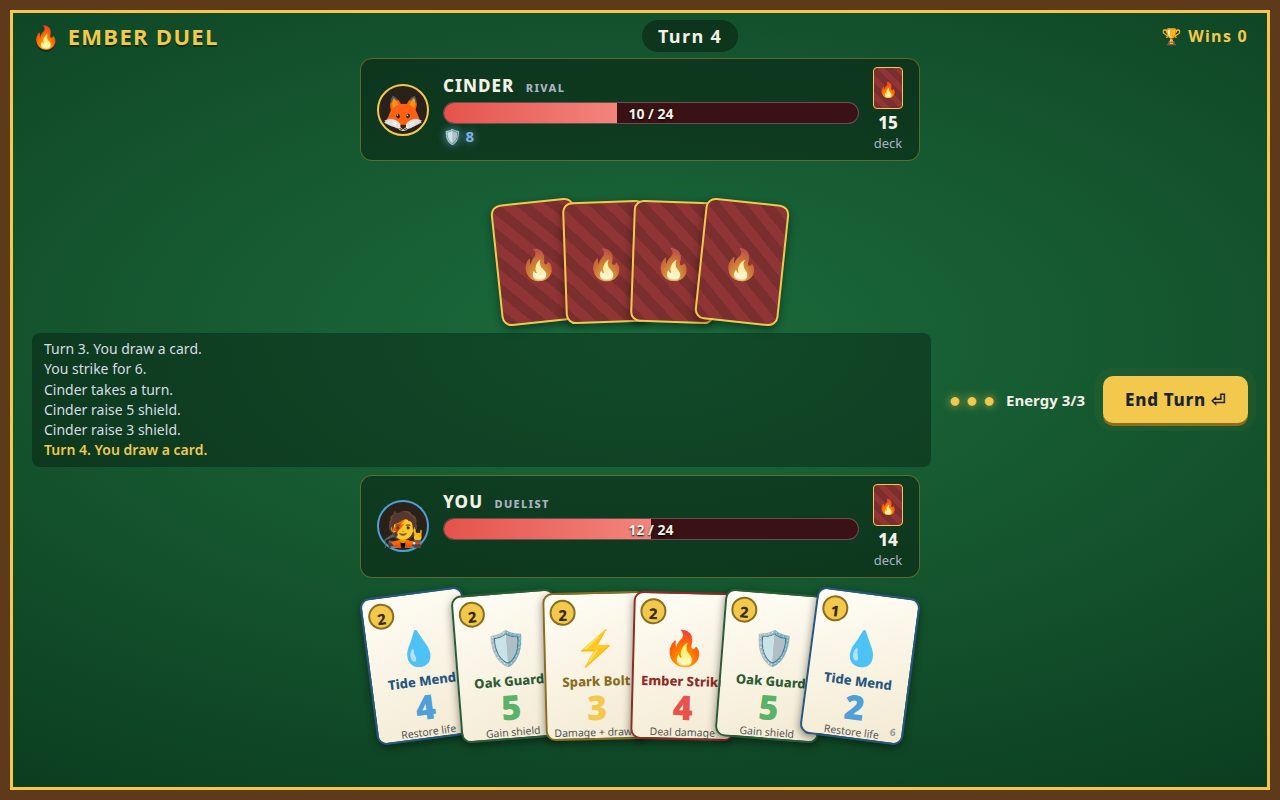 🔥 EMBER DUEL
Turn 4
🏆 Wins 0
CINDER RIVAL
10 / 24
🛡️ 8
15
deck
Turn 3. You draw a card.
You strike for 6.
Cinder takes a turn.
Cinder raise 5 shield.
Cinder raise 3 shield.
Turn 4. You draw a card.
Energy 3/3
End Turn ⏎
YOU DUELIST
12 / 24
14
deck
2
Tide Mend
4
Restore life
2
Oak Guard
5
Gain shield
2
Spark Bolt
3
Damage + draw
2
Ember Strik
4
Deal damage
2
Oak Guard
5
Gain shield
1
Tide Mend
2
Restore life
6